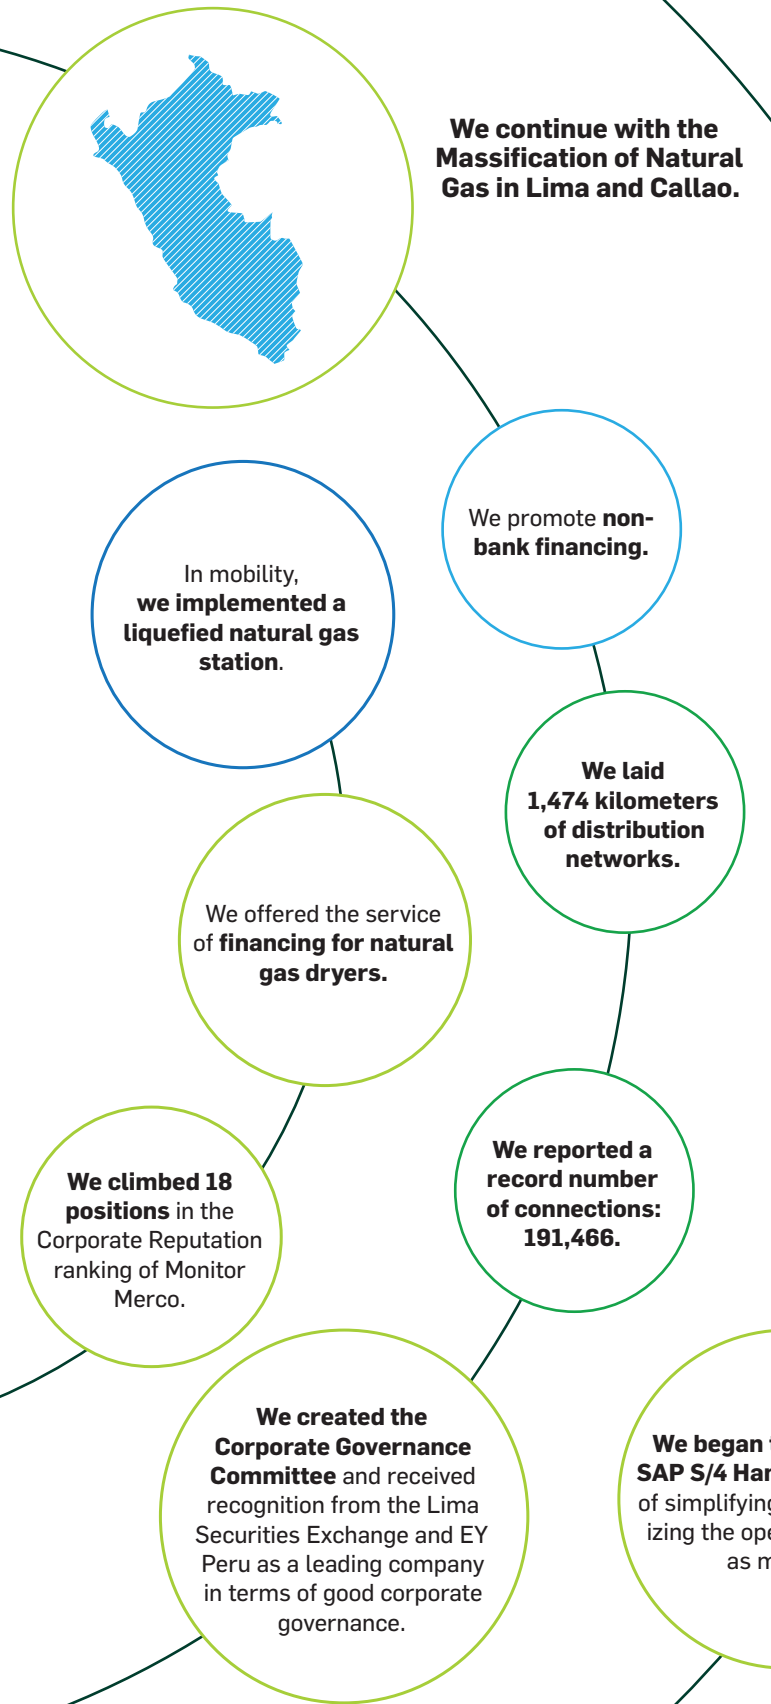 We continue with the
Massification of Natural
Gas in Lima and Callao.
We promote non-
bank financing.
In mobility,
we implemented a
liquefied natural gas
station.
We laid
1,474 kilometers
of distribution
networks.
We offered the service
of financing for natural
gas dryers.
We reported a
record number
of connections:
191,466.
We climbed 18
positions in the
Corporate Reputation
ranking of Monitor
Merco.
We created the
Corporate Governance
Committee and received
recognition from the Lima
Securities Exchange and EY
Peru as a leading company
in terms of good corporate
governance.
We began
SAP S/4
of simplifying
izing the
as